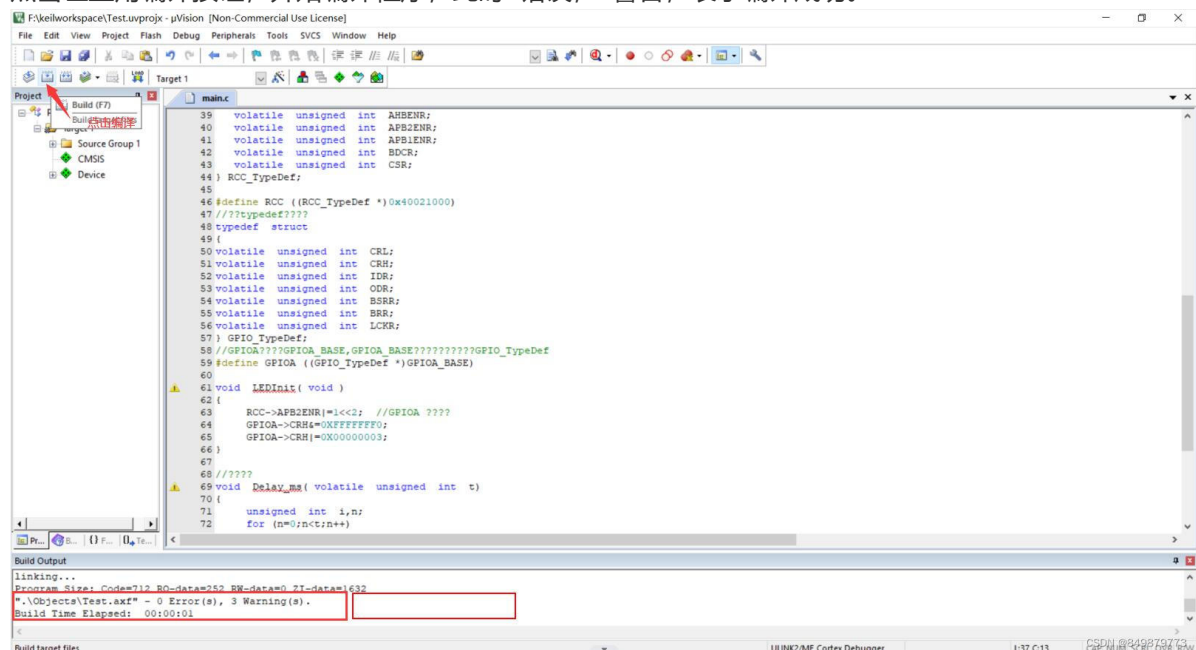 F:\keilworkspace\Test.uvprojx - µVision [Non-Commercial Use License]
File Edit View Project Flash Debug Peripherals Tools SVCS Window Help
Target 1
Project
main.c
Build (F7)
点击编译
Source Group 1
CMSIS
Device
39 volatile unsigned int AHBENR;
40 volatile unsigned int APB2ENR;
41 volatile unsigned int APB1ENR;
42 volatile unsigned int BDCR;
43 volatile unsigned int CSR;
44 } RCC_TypeDef;
45
46 #define RCC ((RCC_TypeDef *)0x40021000)
47 //??typedef????
48 typedef struct
49 {
50 volatile unsigned int CRL;
51 volatile unsigned int CRH;
52 volatile unsigned int IDR;
53 volatile unsigned int ODR;
54 volatile unsigned int BSRR;
55 volatile unsigned int BRR;
56 volatile unsigned int LCKR;
57 } GPIO_TypeDef;
58 //GPIOA????GPIOA_BASE,GPIOA_BASE??????????GPIO_TypeDef
59 #define GPIOA ((GPIO_TypeDef *)GPIOA_BASE)
60
61 void LEDInit( void )
62 {
63 RCC->APB2ENR|=1<<2; //GPIOA ????
64 GPIOA->CRH&=0XFFFFFFF0;
65 GPIOA->CRH|=0X00000003;
66 }
67
68 //????
69 void Delay_ms( volatile unsigned int t)
70 {
71 unsigned int i,n;
72 for (n=0;n<t;n++)
Pr... B... {} F... Te...
Build Output
linking...
Program Size: Code=712 RO-data=252 RW-data=0 ZI-data=1632
".\Objects\Test.axf" - 0 Error(s), 3 Warning(s).
Build Time Elapsed: 00:00:01
Build target files ULINK2/ME Cortex Debugger L:37 C:13
CSDN @849879773